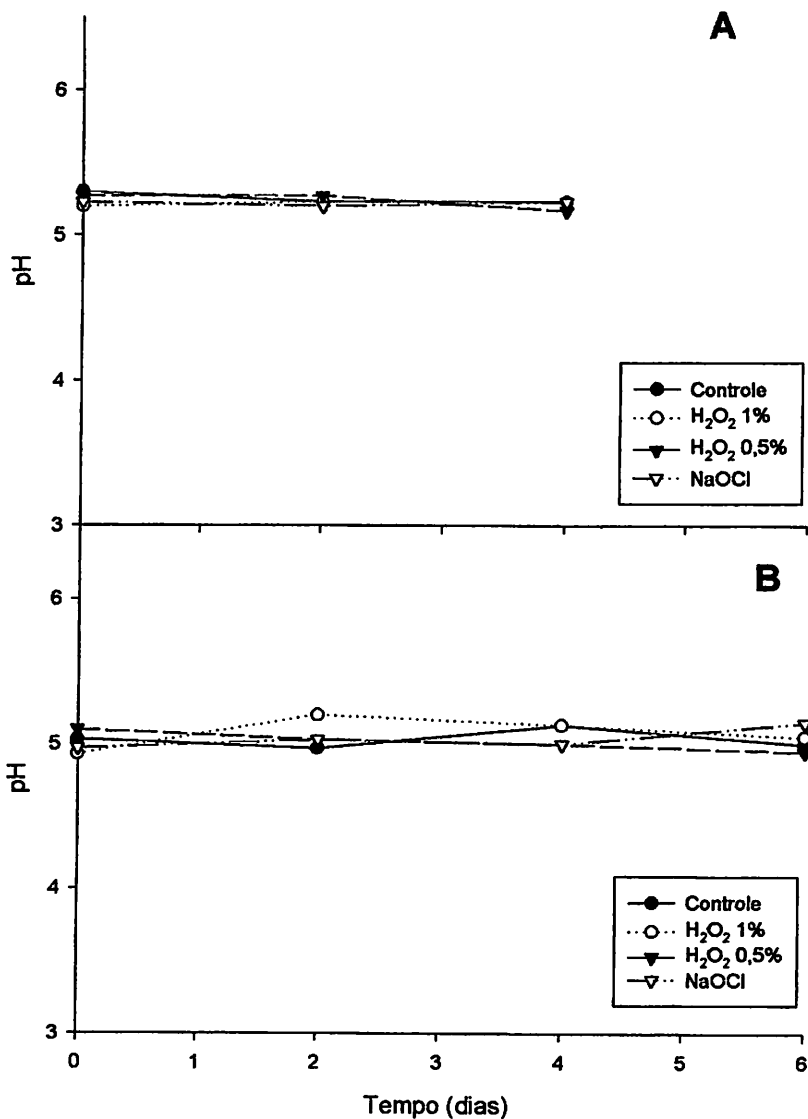 A
6
5
pH
4
3
Controle
H₂O₂ 1%
H₂O₂ 0,5%
NaOCl
B
6
5
pH
4
3
Controle
H₂O₂ 1%
H₂O₂ 0,5%
NaOCl
0 1 2 3 4 5 6
Tempo (dias)